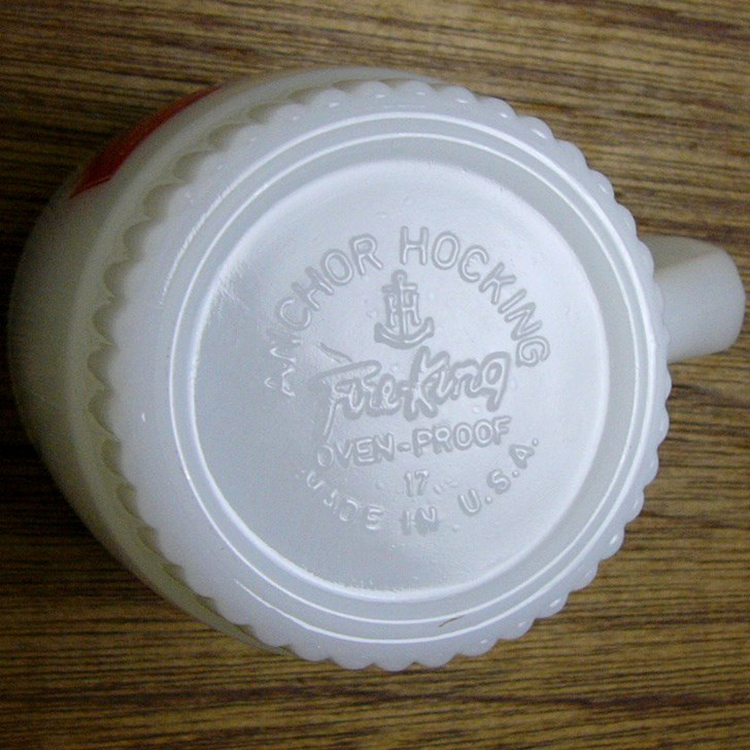 ANCHOR HOCKING
H
Fire-King
OVEN-PROOF
17
MADE IN U.S.A.